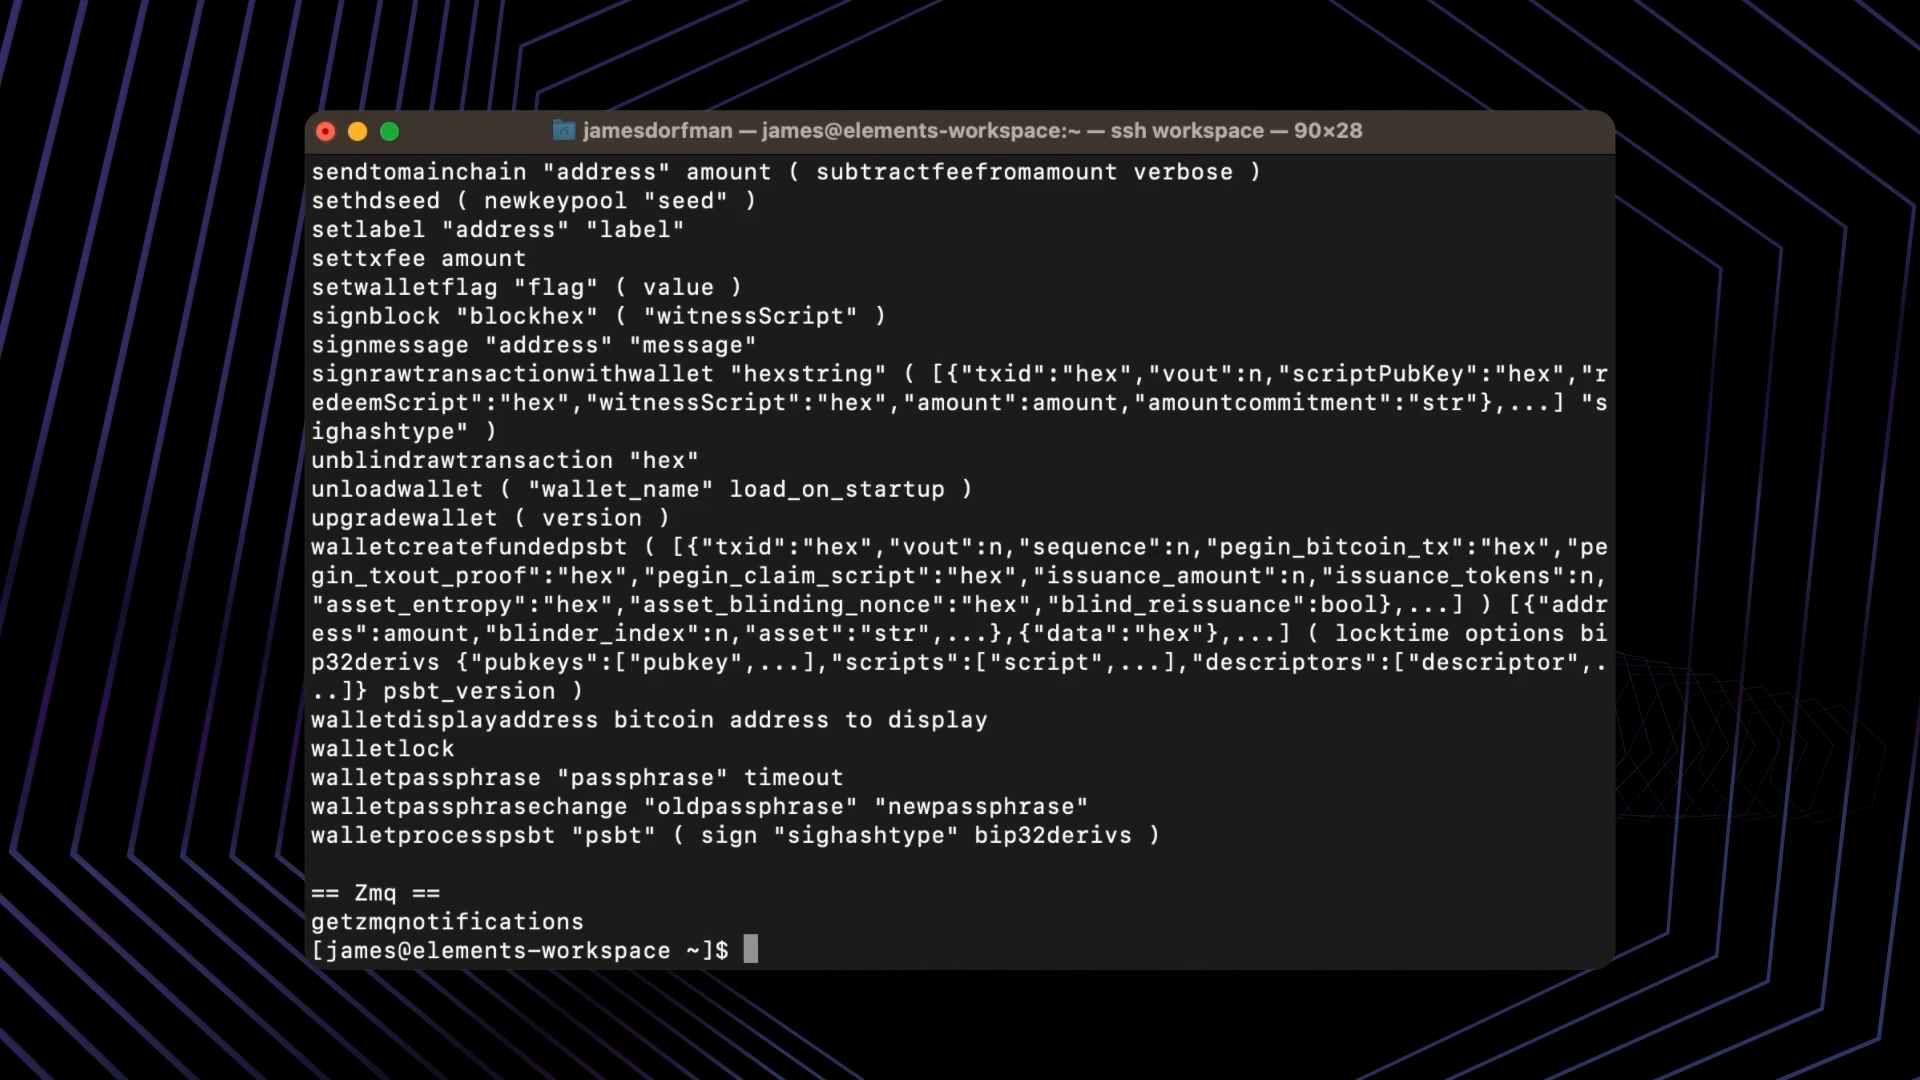 jamesdorfman — james@elements-workspace:~ — ssh workspace — 90×28
sendtomainchain "address" amount ( subtractfeefromamount verbose )
sethdseed ( newkeypool "seed" )
setlabel "address" "label"
settxfee amount
setwalletflag "flag" ( value )
signblock "blockhex" ( "witnessScript" )
signmessage "address" "message"
signrawtransactionwithwallet "hexstring" ( [{"txid":"hex","vout":n,"scriptPubKey":"hex","r
edeemScript":"hex","witnessScript":"hex","amount":amount,"amountcommitment":"str"},...] "s
ighashtype" )
unblindrawtransaction "hex"
unloadwallet ( "wallet_name" load_on_startup )
upgradewallet ( version )
walletcreatefundedpsbt ( [{"txid":"hex","vout":n,"sequence":n,"pegin_bitcoin_tx":"hex","pe
gin_txout_proof":"hex","pegin_claim_script":"hex","issuance_amount":n,"issuance_tokens":n,
"asset_entropy":"hex","asset_blinding_nonce":"hex","blind_reissuance":bool},...] ) [{"addr
ess":amount,"blinder_index":n,"asset":"str",...},{"data":"hex"},...] ( locktime options bi
p32derivs {"pubkeys":["pubkey",...],"scripts":["script",...],"descriptors":["descriptor",.
..]} psbt_version )
walletdisplayaddress bitcoin address to display
walletlock
walletpassphrase "passphrase" timeout
walletpassphrasechange "oldpassphrase" "newpassphrase"
walletprocesspsbt "psbt" ( sign "sighashtype" bip32derivs )
== Zmq ==
getzmqnotifications
[james@elements-workspace ~]$